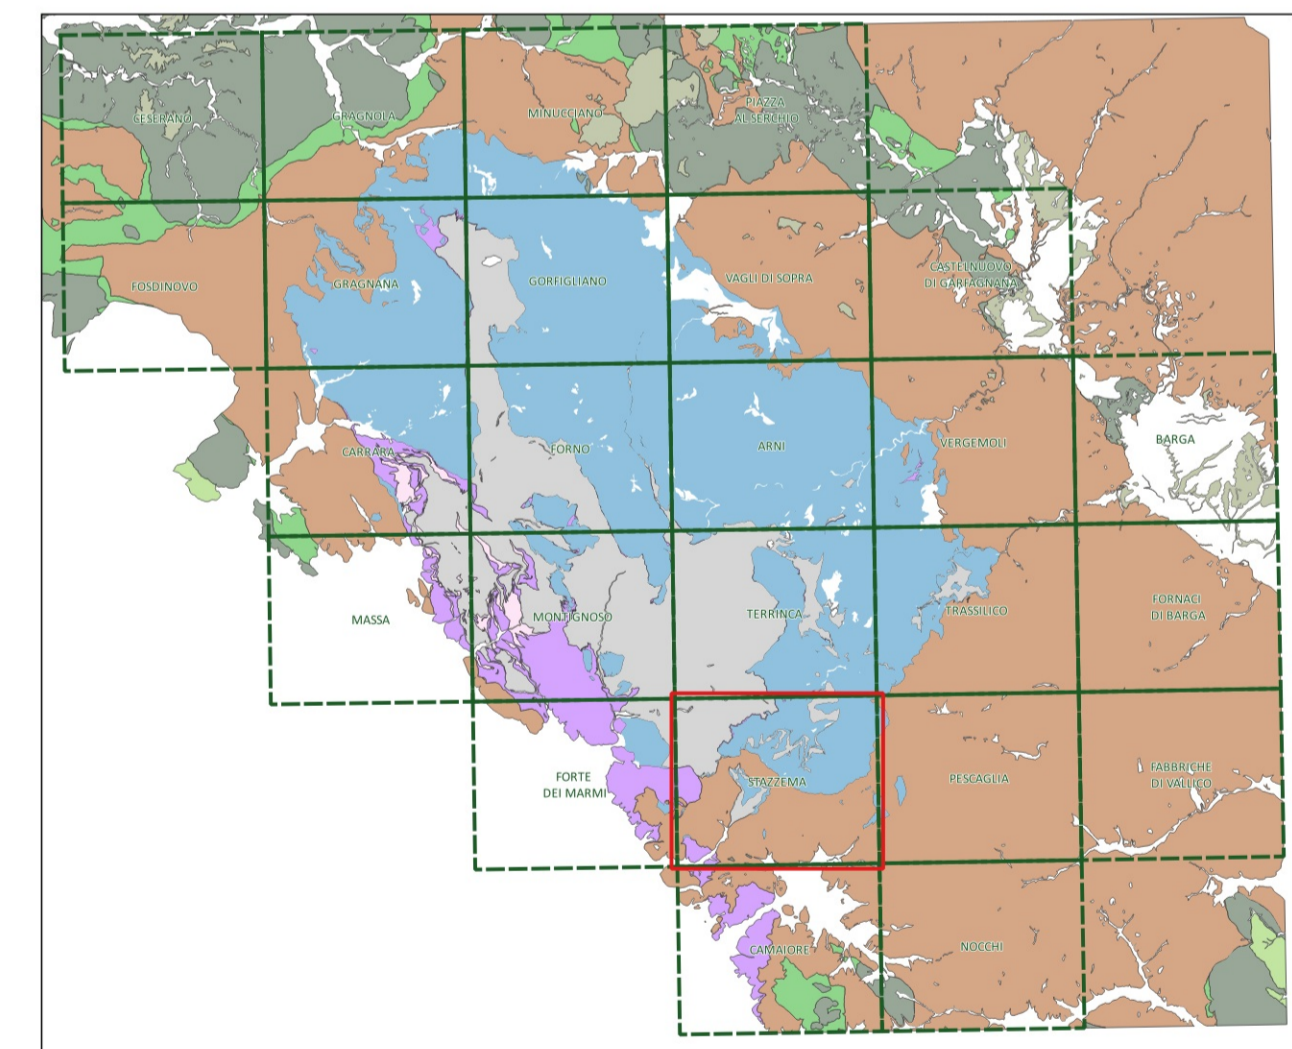 CESERANO
GRAGNOLA
MINUCCIANO
PIAZZA
AL SERCHIO
FOSDINOVO
GRAGNANA
GORFIGLIANO
VAGLI DI SOPRA
CASTELNUOVO
DI GARFAGNANA
CARRARA
FORNO
ARNI
VERGEMOLI
BARGA
MASSA
MONTIGNOSO
TERRINCA
TRASSILICO
FORNACI
DI BARGA
FORTE
DEI MARMI
STAZZEMA
PESCAGLIA
FABBRICHE
DI VALLICO
CAMAIORE
NOCCHI